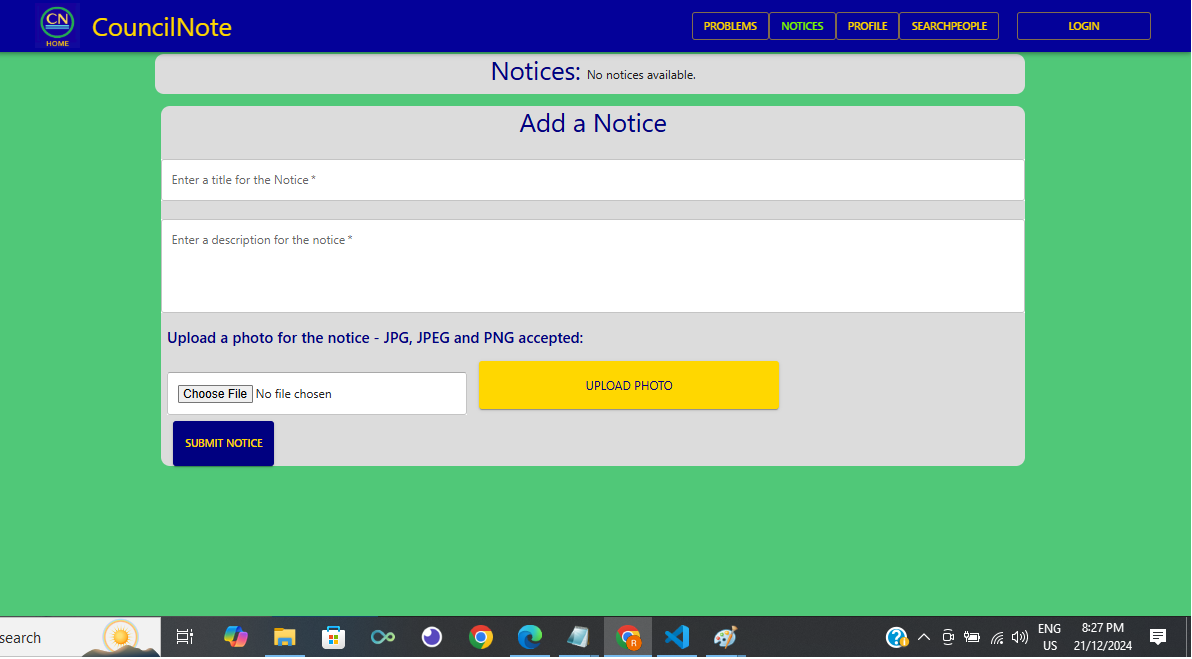 CN
HOME
CouncilNote
PROBLEMS
NOTICES
PROFILE
SEARCHPEOPLE
LOGIN
Notices: No notices available.
Add a Notice
Enter a title for the Notice *
Enter a description for the notice *
Upload a photo for the notice - JPG, JPEG and PNG accepted:
Choose File No file chosen
UPLOAD PHOTO
SUBMIT NOTICE
search
R
ENG
US
8:27 PM
21/12/2024